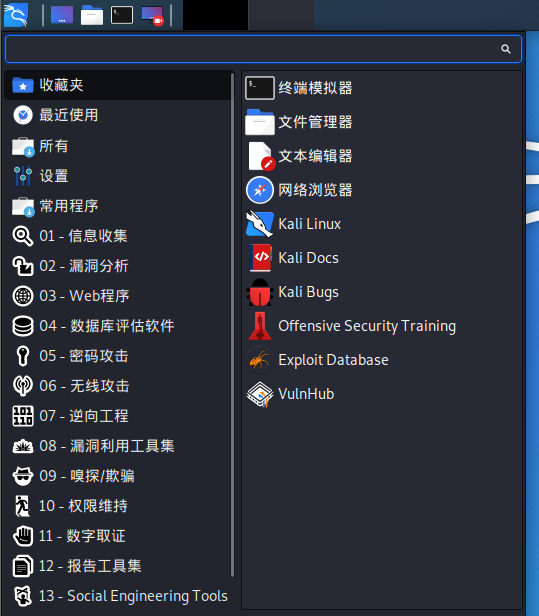 收藏夹
最近使用
所有
设置
常用程序
01 - 信息收集
02 - 漏洞分析
03 - Web程序
04 - 数据库评估软件
05 - 密码攻击
06 - 无线攻击
07 - 逆向工程
08 - 漏洞利用工具集
09 - 嗅探/欺骗
10 - 权限维持
11 - 数字取证
12 - 报告工具集
13 - Social Engineering Tools
终端模拟器
文件管理器
文本编辑器
网络浏览器
Kali Linux
Kali Docs
Kali Bugs
Offensive Security Training
Exploit Database
VulnHub